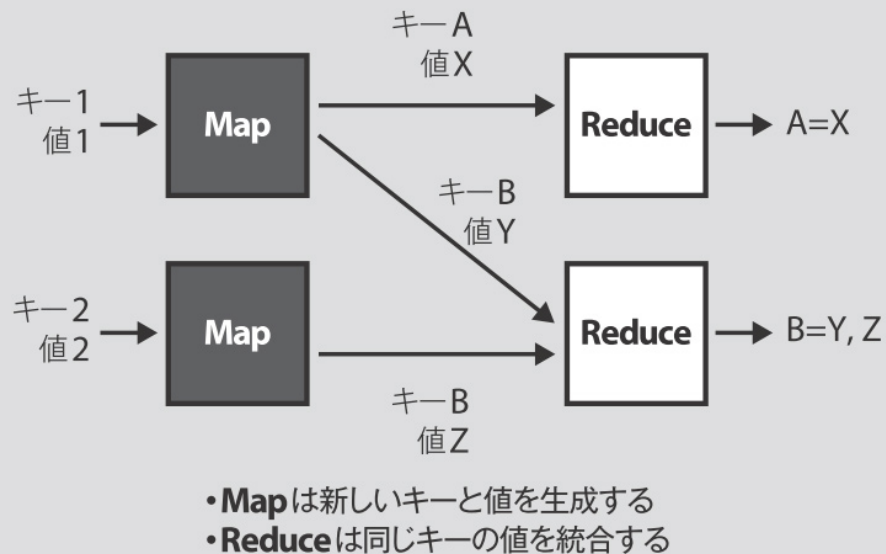 キーA
値X
キー1
値1
Map
Reduce
A=X
キーB
値Y
キー2
値2
Map
Reduce
B=Y, Z
キーB
値Z
•Mapは新しいキーと値を生成する
•Reduceは同じキーの値を統合する